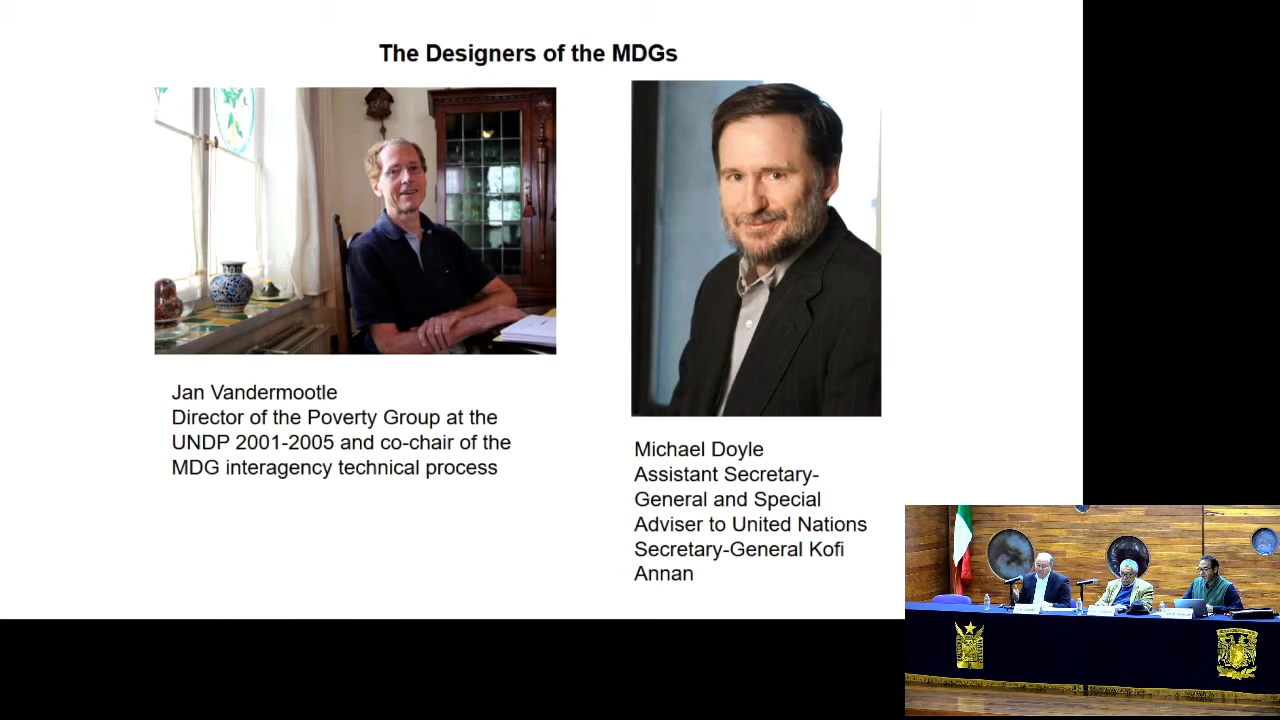 The Designers of the MDGs
Jan Vandermootle
Director of the Poverty Group at the
UNDP 2001-2005 and co-chair of the
MDG interagency technical process
Michael Doyle
Assistant Secretary-
General and Special
Adviser to United Nations
Secretary-General Kofi
Annan